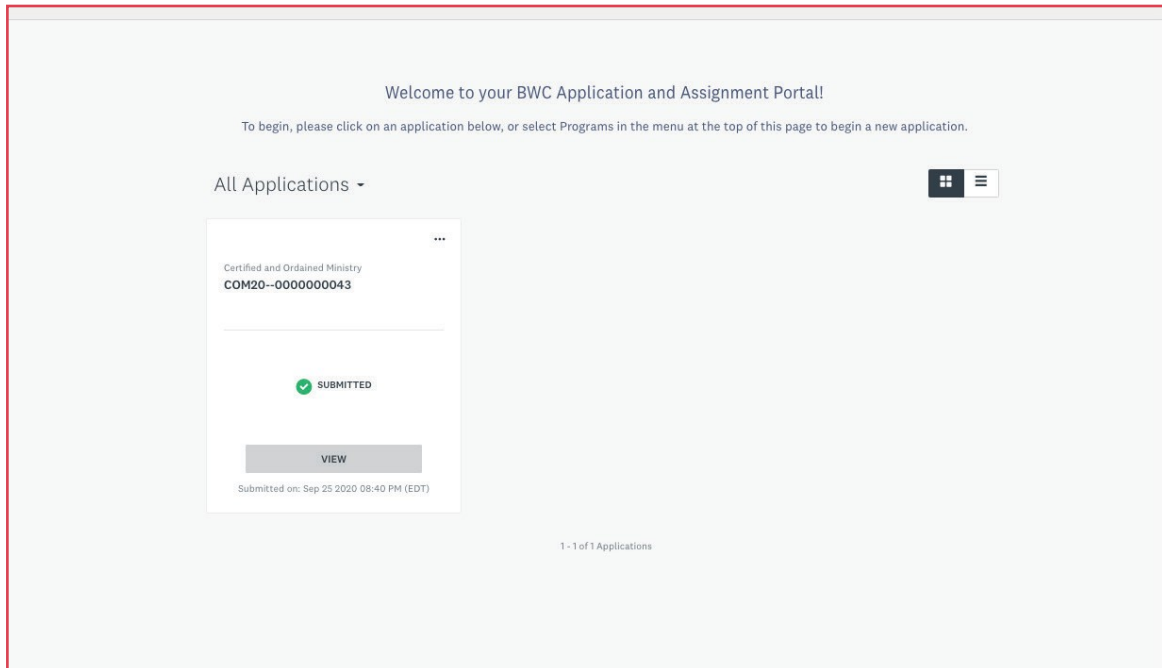 Welcome to your BWC Application and Assignment Portal!
To begin, please click on an application below, or select Programs in the menu at the top of this page to begin a new application.
All Applications
Certified and Ordained Ministry
COM20--0000000043
SUBMITTED
VIEW
Submitted on: Sep 25 2020 08:40 PM (EDT)
1 - 1 of 1 Applications